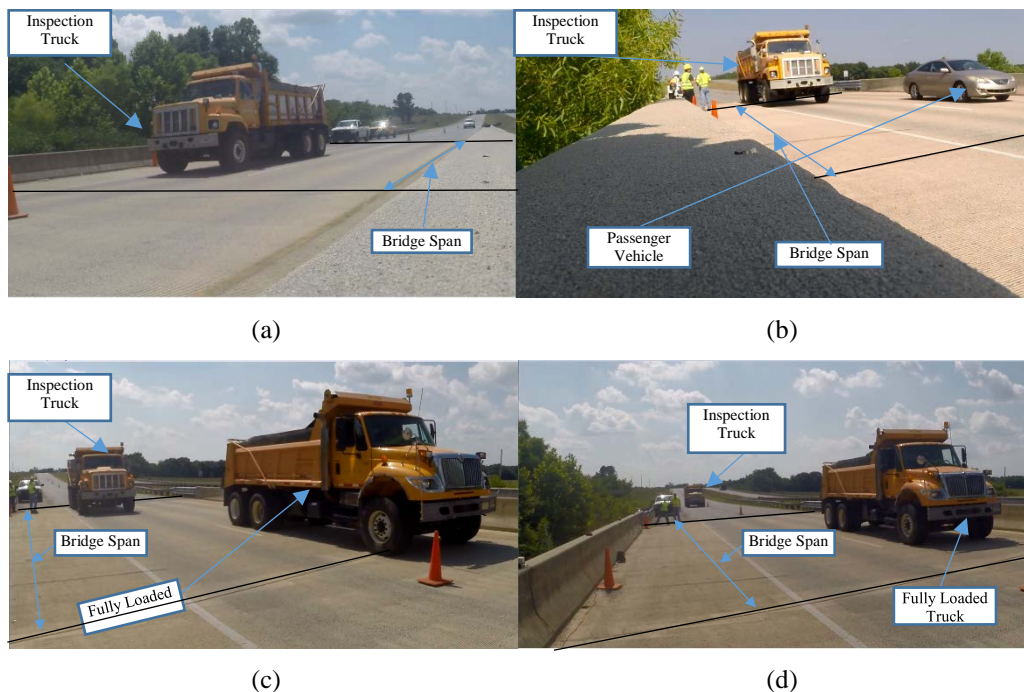 Inspection
Truck
Bridge Span
(a)
Inspection
Truck
Passenger
Vehicle
Bridge Span
(b)
Inspection
Truck
Bridge Span
Fully Loaded
(c)
Inspection
Truck
Bridge Span
Fully Loaded
Truck
(d)